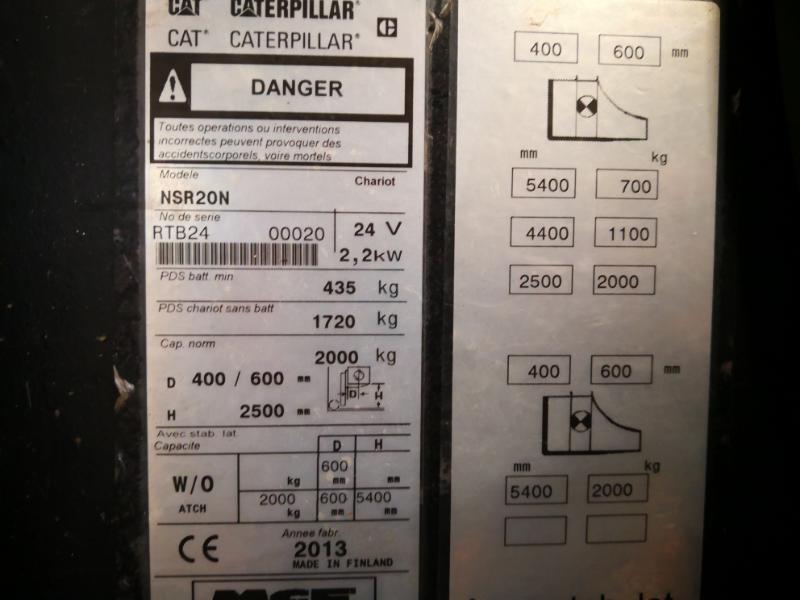 CAT CATERPILLAR
CAT CATERPILLAR
DANGER
Toutes operations ou interventions
incorrectes peuvent provoquer des
accidentscorporels, voire mortels
Modele Chariot
NSR20N
No de serie
RTB24 00020 24 V
2,2kW
PDS batt. min
435 kg
PDS chariot sans batt
1720 kg
Cap. norm
2000 kg
D 400 / 600 mm
D H
H 2500 mm
Avec stab. lat.
Capacite D H
600
W/O kg mm mm
ATCH 2000 600 5400
kg mm mm
CE Annee fabr.
2013
MADE IN FINLAND
400 600 mm
mm kg
5400 700
4400 1100
2500 2000
400 600 mm
mm kg
5400 2000